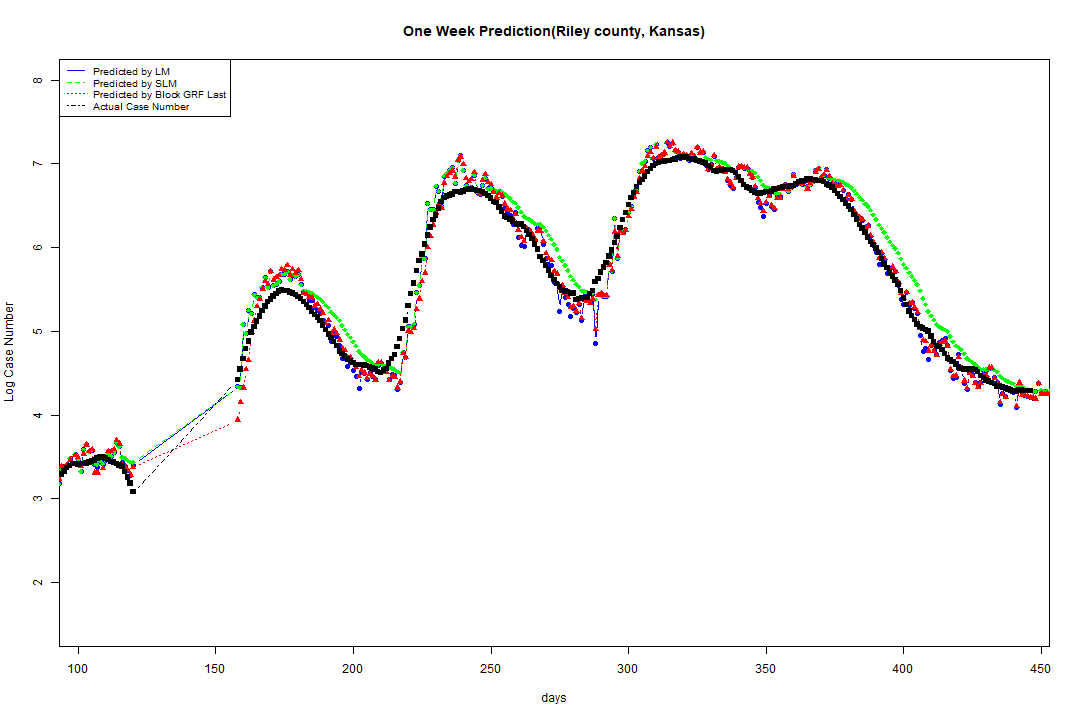 One Week Prediction(Riley county, Kansas)
Predicted by LM
Predicted by SLM
Predicted by Block GRF Last
Actual Case Number
8
7
6
5
4
3
2
Log Case Number
100 150 200 250 300 350 400 450
days